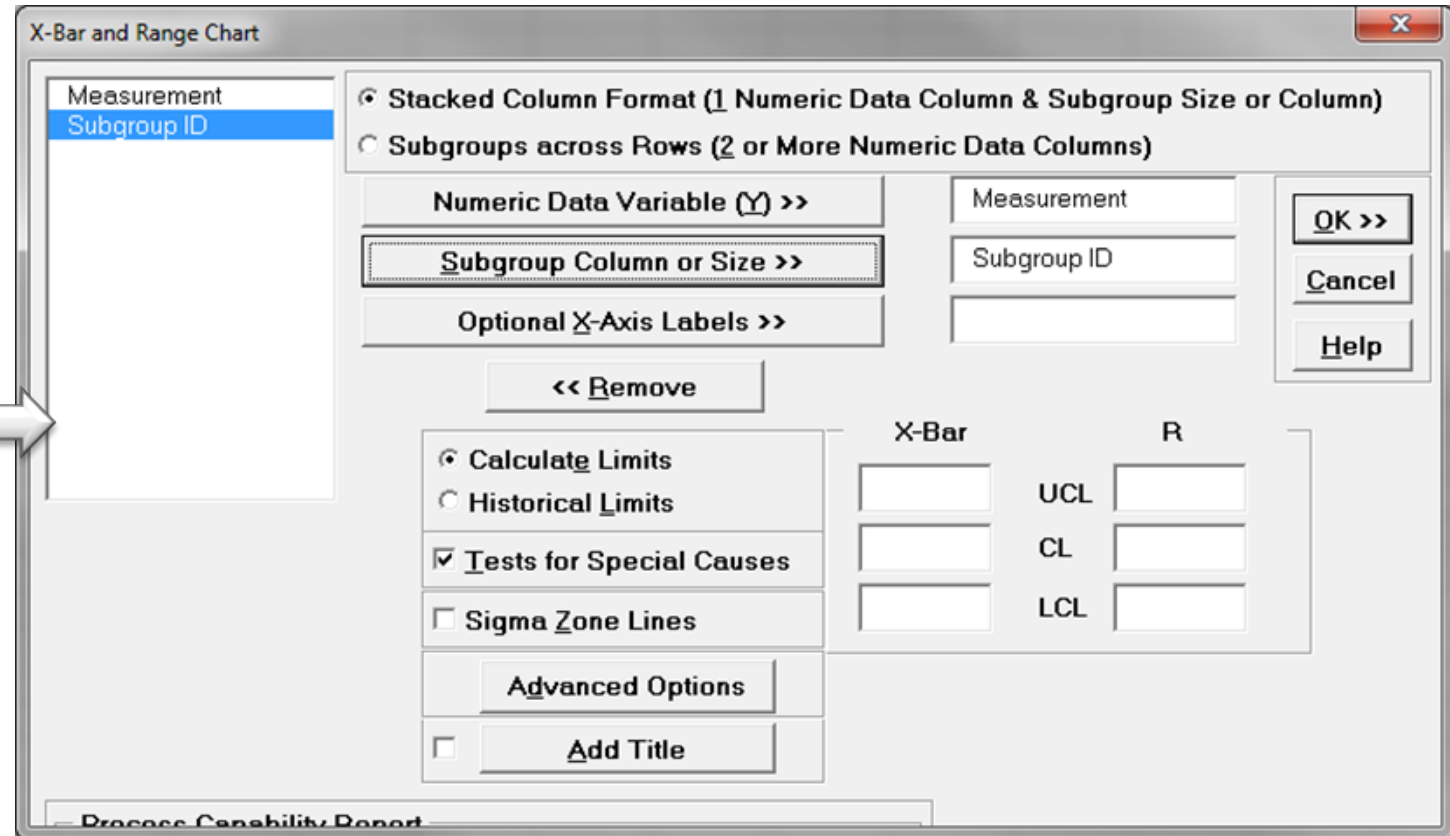 X-Bar and Range Chart
Measurement
Subgroup ID
Stacked Column Format (1 Numeric Data Column & Subgroup Size or Column)
Subgroups across Rows (2 or More Numeric Data Columns)
Numeric Data Variable (Y) >>
Measurement
Subgroup Column or Size >>
Subgroup ID
Optional X-Axis Labels >>
OK >>
Cancel
Help
<< Remove
Calculate Limits
Historical Limits
Tests for Special Causes
Sigma Zone Lines
Advanced Options
Add Title
X-Bar R
UCL
CL
LCL
Process Capability Report